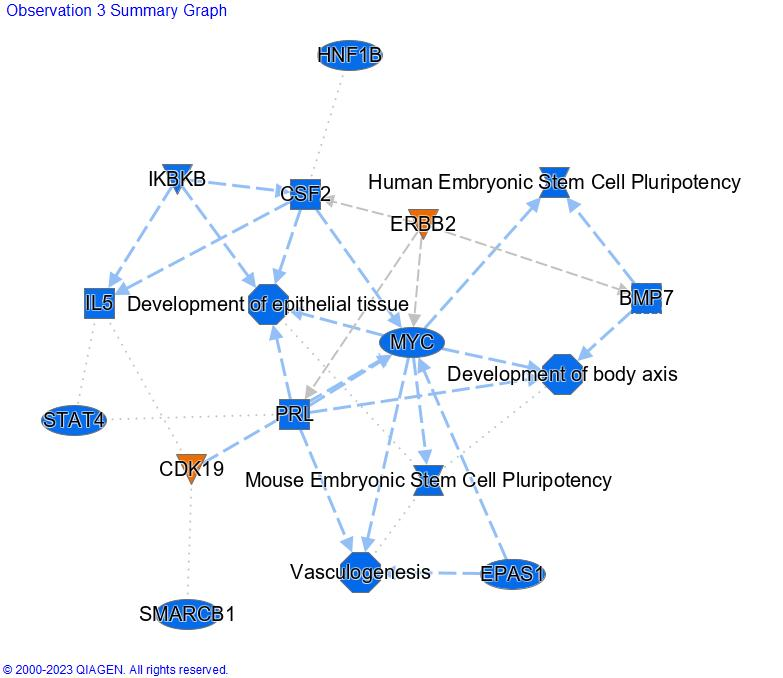 Observation 3 Summary Graph
HNF1B
IKBKB
CSF2
Human Embryonic Stem Cell Pluripotency
ERBB2
IL5
Development of epithelial tissue
BMP7
MYC
Development of body axis
STAT4
PRL
CDK19
Mouse Embryonic Stem Cell Pluripotency
Vasculogenesis
EPAS1
SMARCB1
© 2000-2023 QIAGEN. All rights reserved.